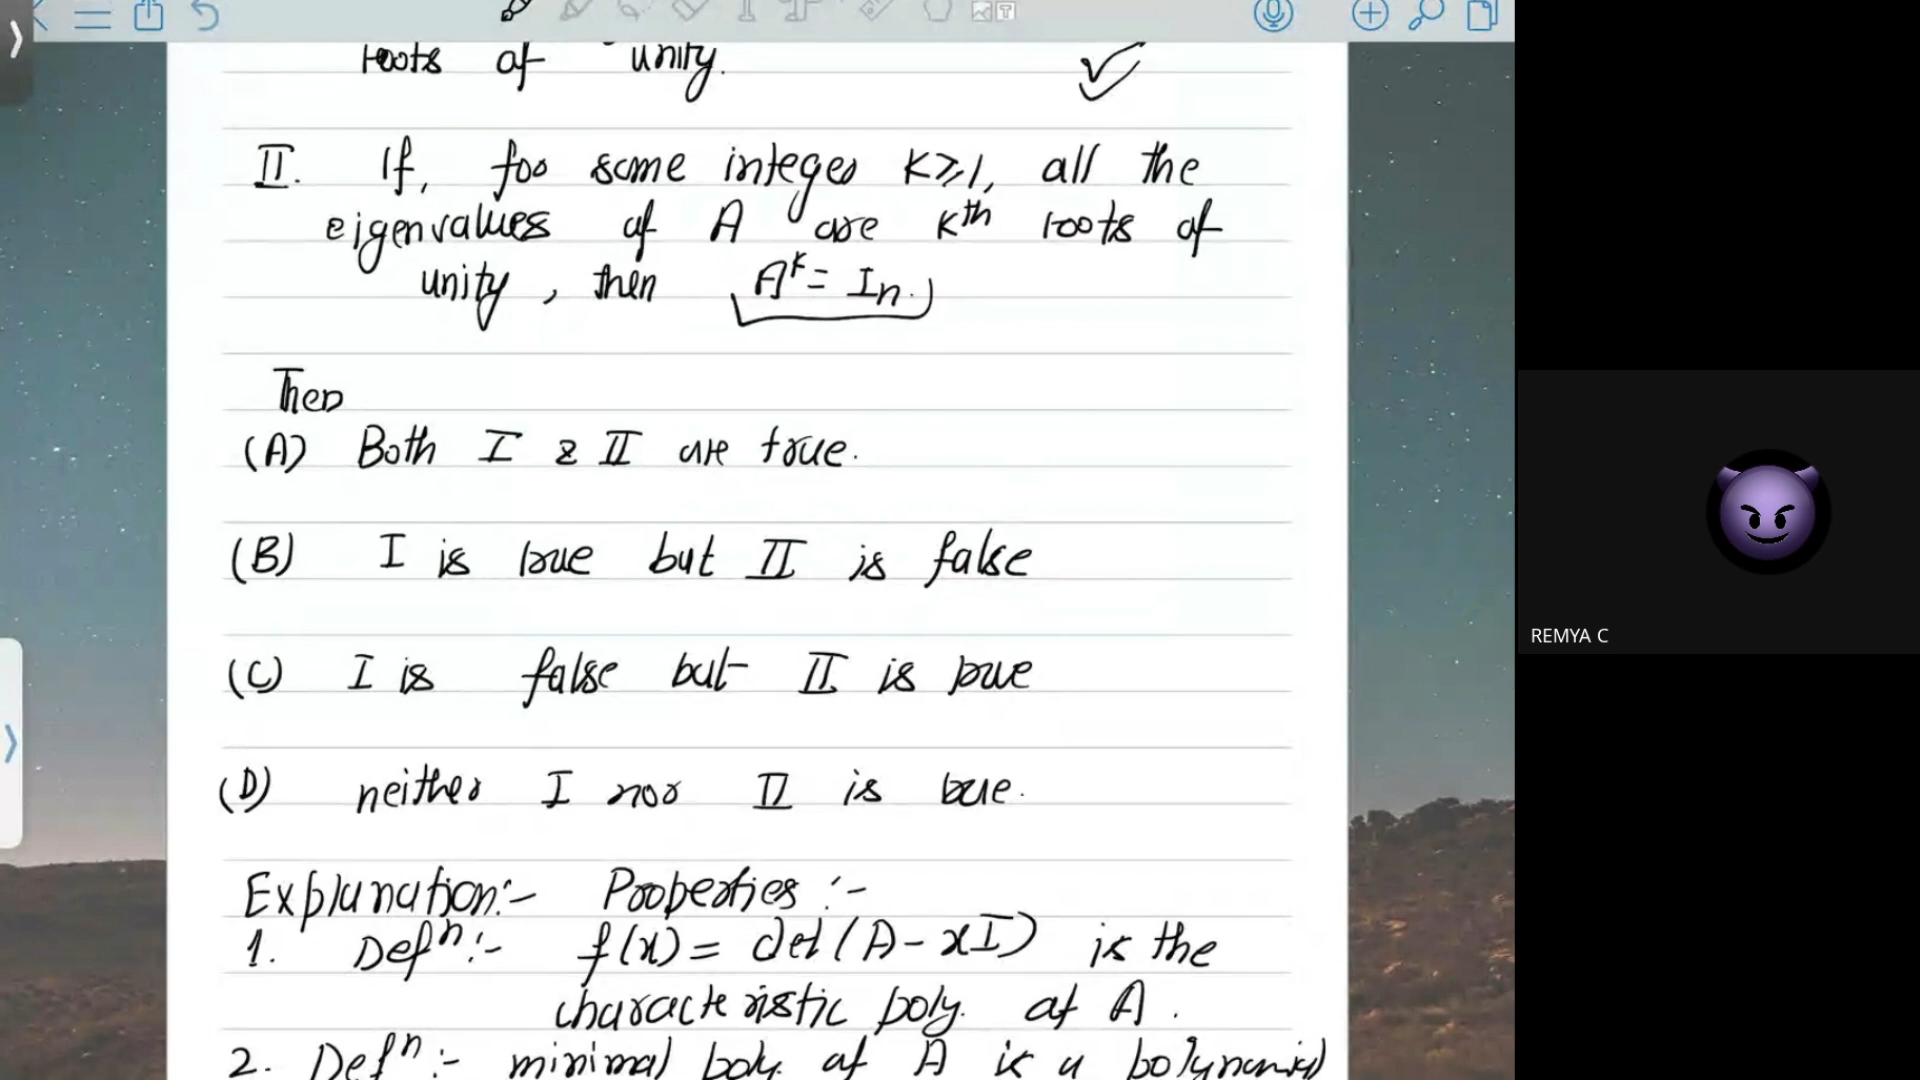 roots of unity.
II. If, for some integer K≥1, all the
eigenvalues of A are Kth roots of
unity, then A^K = In.
Then
(A) Both I & II are true.
(B) I is true but II is false
(C) I is false but II is true
(D) neither I nor II is true.
Explanation:- Properties :-
1. Defn:- f(x) = det(A-xI) is the
characteristic poly. of A.
2. Defn:- minimal poly. of A is a polynomial
REMYA C